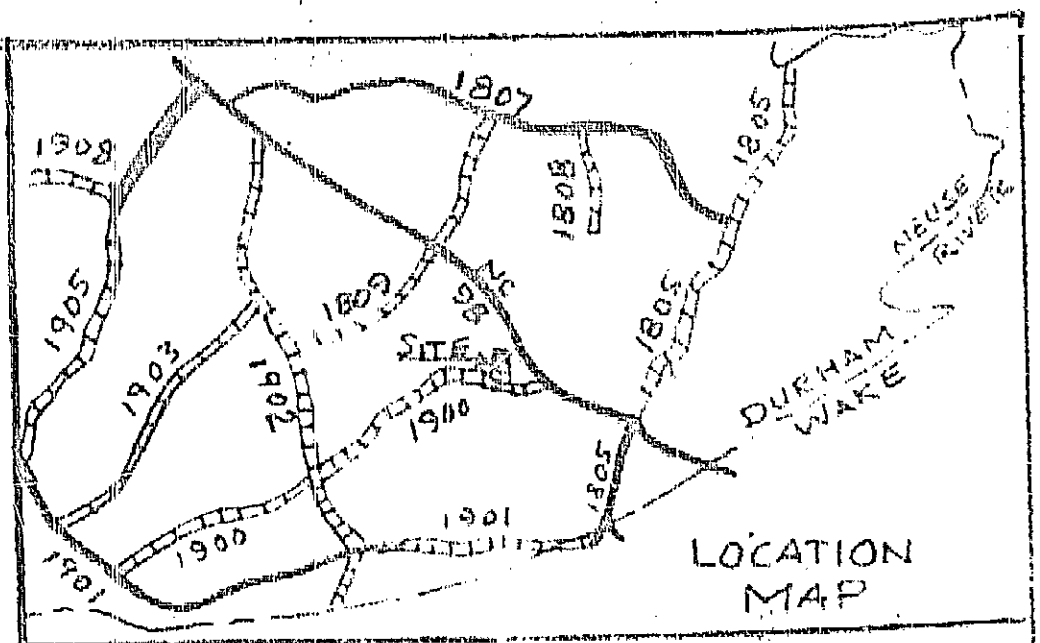 1807
1805
1908
1808
NEUSE
RIVER
NC
98
1905
1809
1805
1903
SITE
DURHAM
WAKE
1902
1900
1805
1901
1900
1901
LOCATION
MAP